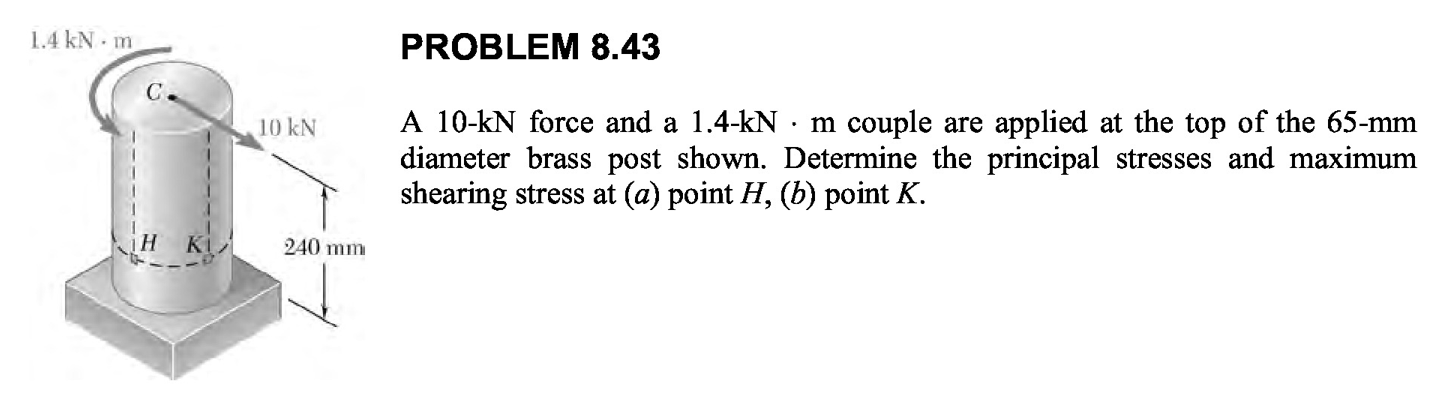 1.4 kN · m
C
10 kN
H K
240 mm
PROBLEM 8.43
A 10-kN force and a 1.4-kN · m couple are applied at the top of the 65-mm
diameter brass post shown. Determine the principal stresses and maximum
shearing stress at (a) point H, (b) point K.